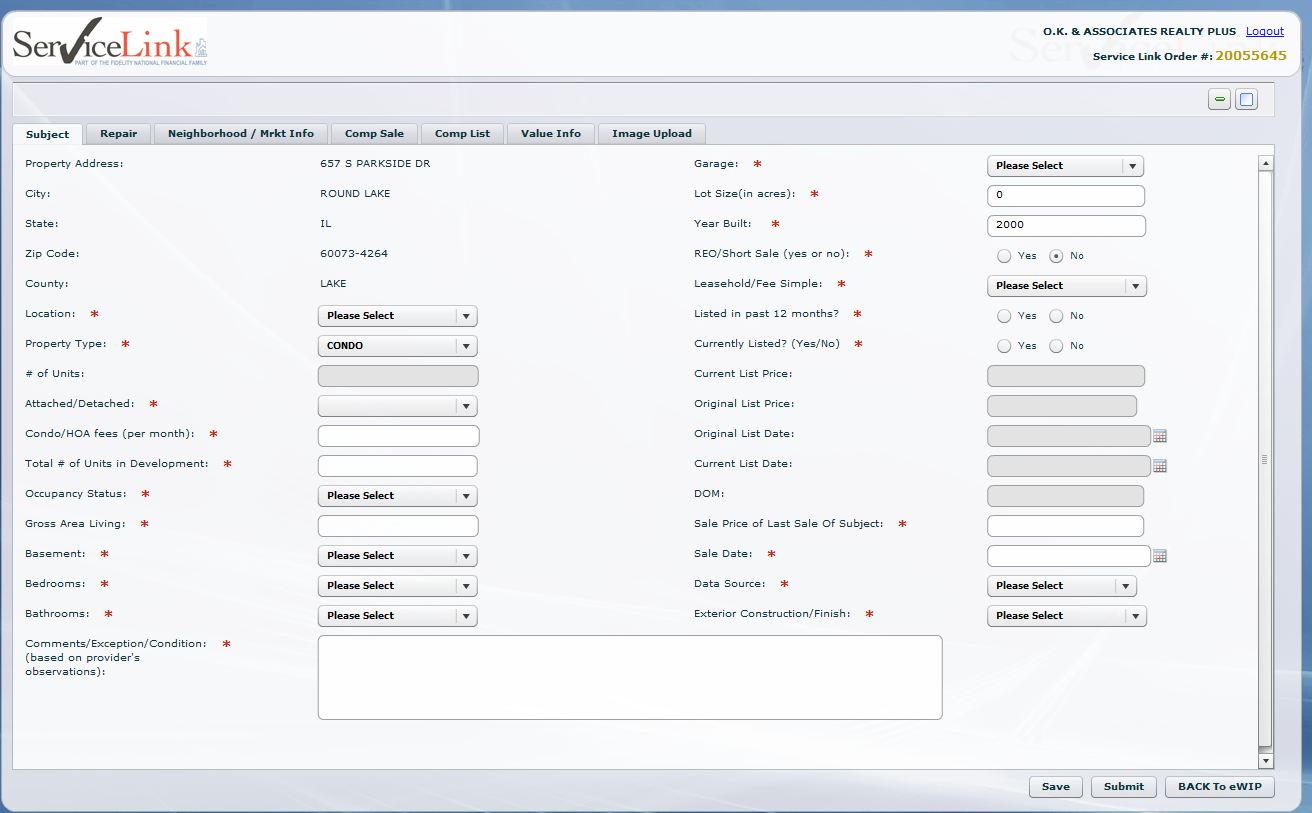 ServiceLink
PART OF THE FIDELITY NATIONAL FINANCIAL FAMILY
O.K. & ASSOCIATES REALTY PLUS Logout
Service Link Order #: 20055645
Subject Repair Neighborhood / Mrkt Info Comp Sale Comp List Value Info Image Upload
Property Address: 657 S PARKSIDE DR
City: ROUND LAKE
State: IL
Zip Code: 60073-4264
County: LAKE
Location: * Please Select
Property Type: * CONDO
# of Units:
Attached/Detached: *
Condo/HOA fees (per month): *
Total # of Units in Development: *
Occupancy Status: * Please Select
Gross Area Living: *
Basement: * Please Select
Bedrooms: * Please Select
Bathrooms: * Please Select
Comments/Exception/Condition: *
(based on provider's
observations):
Garage: * Please Select
Lot Size(in acres): * 0
Year Built: * 2000
REO/Short Sale (yes or no): * Yes No
Leasehold/Fee Simple: * Please Select
Listed in past 12 months? * Yes No
Currently Listed? (Yes/No) * Yes No
Current List Price:
Original List Price:
Original List Date:
Current List Date:
DOM:
Sale Price of Last Sale Of Subject: *
Sale Date: *
Data Source: * Please Select
Exterior Construction/Finish: * Please Select
Save Submit BACK To eWIP